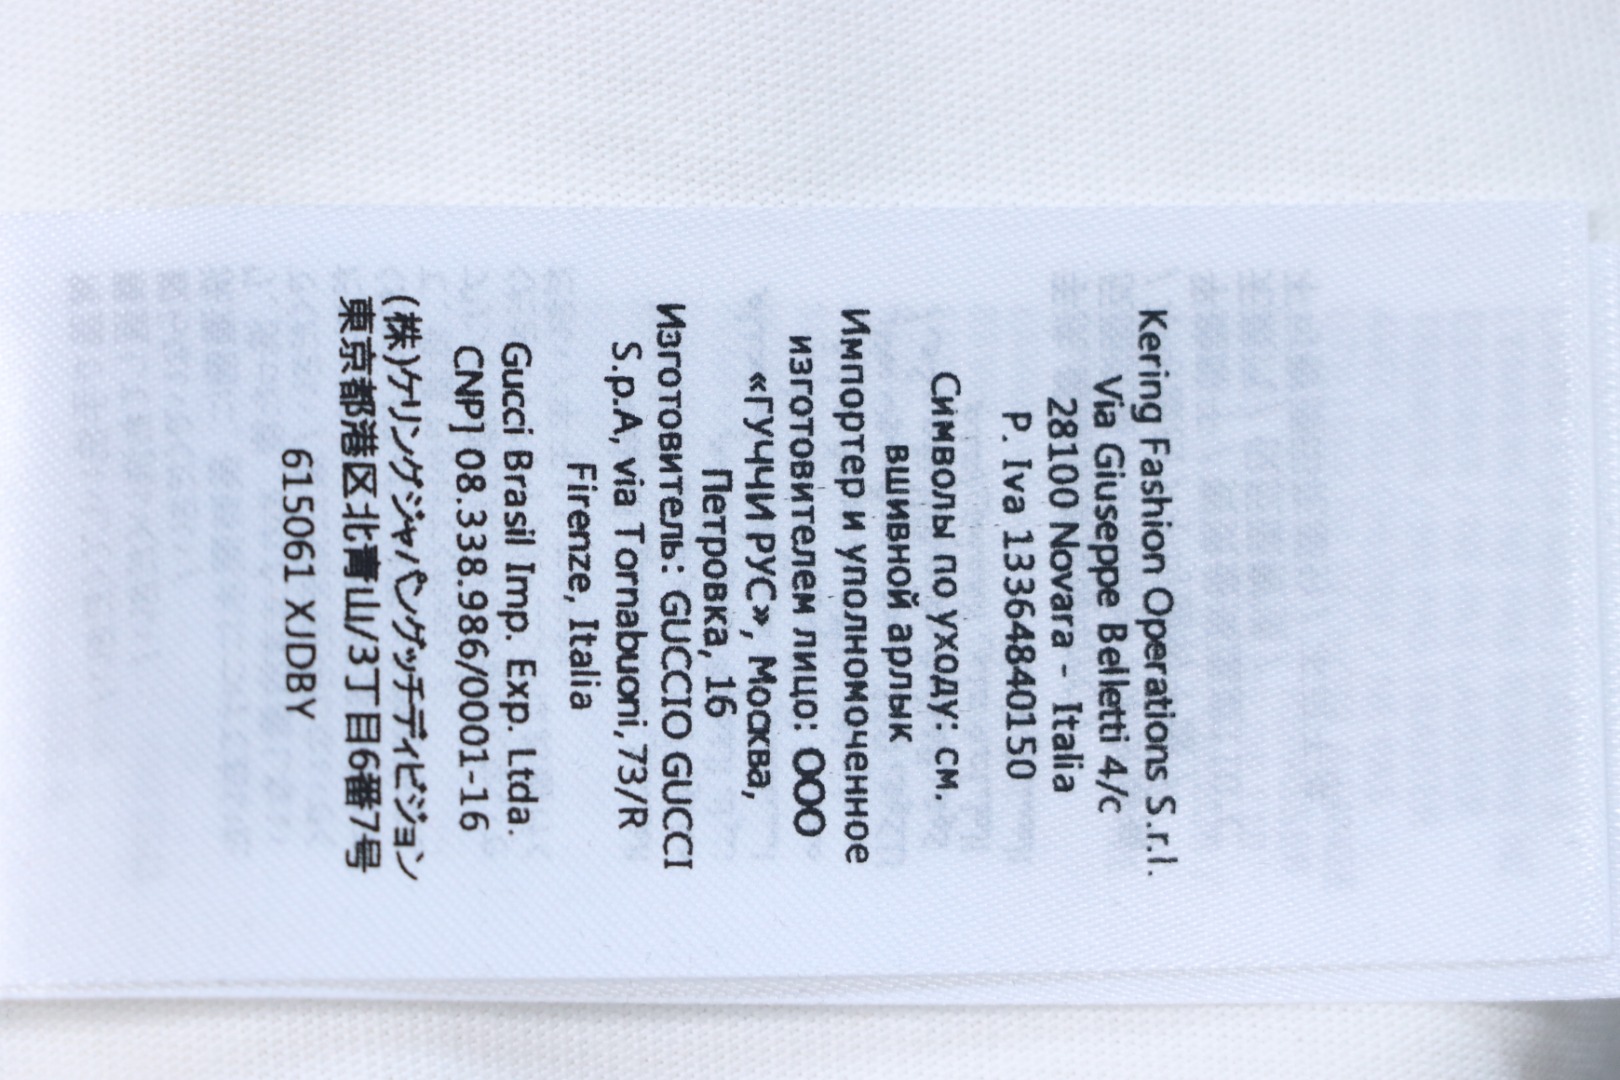 Kering Fashion Operations S.r.l.
Via Giuseppe Belletti 4/c
28100 Novara - Italia
P. Iva 13364840150
Символы по уходу: см.
вшивной арлык
Импортер и уполномоченное
изготовителем лицо: ООО
«ГУЧЧИ РУС», Москва,
Петровка, 16
Изготовитель: GUCCIO GUCCI
S.p.A, via Tornabuoni, 73/R
Firenze, Italia
Gucci Brasil Imp. Exp. Ltda.
CNPJ 08.338.986/0001-16
(株)ケリングジャパングッチディビジョン
東京都港区北青山/3丁目6番7号
615061 XJDBY